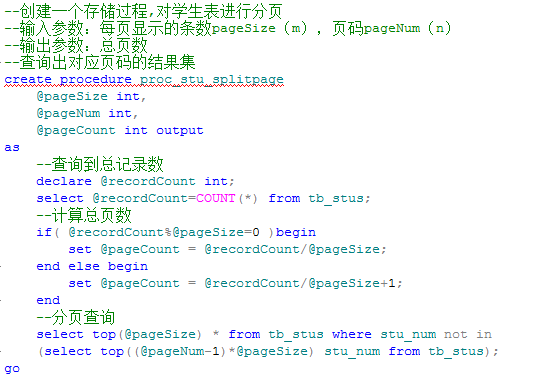 --创建一个存储过程,对学生表进行分页
--输入参数：每页显示的条数pageSize（m），页码pageNum（n）
--输出参数：总页数
--查询出对应页码的结果集
create procedure proc_stu_splitpage
    @pageSize int,
    @pageNum int,
    @pageCount int output
as
    --查询到总记录数
    declare @recordCount int;
    select @recordCount=COUNT(*) from tb_stus;
    --计算总页数
    if( @recordCount%@pageSize=0 )begin
        set @pageCount = @recordCount/@pageSize;
    end else begin
        set @pageCount = @recordCount/@pageSize+1;
    end
    --分页查询
    select top(@pageSize) * from tb_stus where stu_num not in
    (select top((@pageNum-1)*@pageSize) stu_num from tb_stus);
go